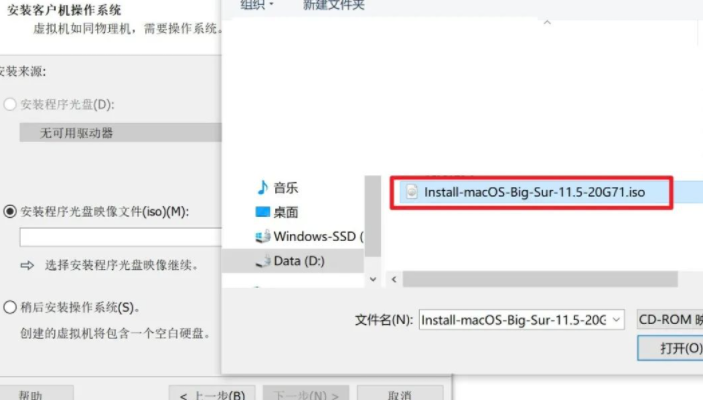 安装客户机操作系统
虚拟机如同物理机，需要操作系统。
安装来源:
安装程序光盘(D):
无可用驱动器
安装程序光盘映像文件(iso)(M):
选择安装程序光盘映像继续。
稍后安装操作系统(S)。
创建的虚拟机将包含一个空白硬盘。
帮助
< 上一步(B)
下一步(N) >
取消
组织
新建文件夹
音乐
桌面
Windows-SSD (
Data (D:)
Install-macOS-Big-Sur-11.5-20G71.iso
文件名(N):
Install-macOS-Big-Sur-11.5-20G
CD-ROM 映
打开(O)